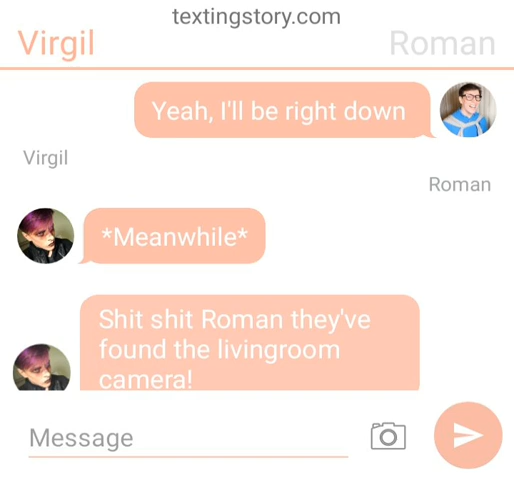 textingstory.com
Virgil
Roman
Yeah, I'll be right down
Virgil
Roman
*Meanwhile*
Shit shit Roman they've
found the livingroom
camera!
Message